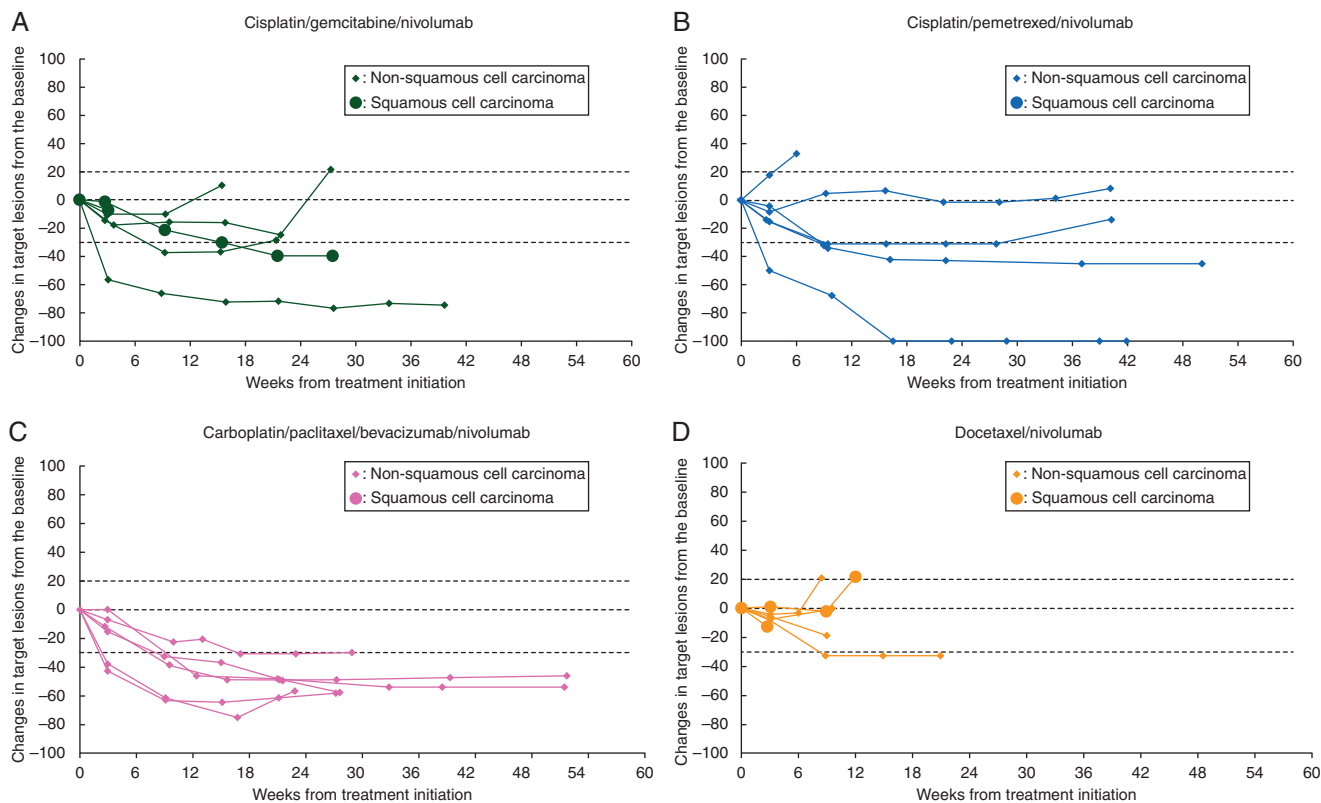 A
Cisplatin/gemcitabine/nivolumab
Changes in target lesions from the baseline
100
80
60
40
20
0
−20
−40
−60
−80
−100
: Non-squamous cell carcinoma
: Squamous cell carcinoma
0 6 12 18 24 30 36 42 48 54 60
Weeks from treatment initiation
B
Cisplatin/pemetrexed/nivolumab
Changes in target lesions from the baseline
100
80
60
40
20
0
−20
−40
−60
−80
−100
: Non-squamous cell carcinoma
: Squamous cell carcinoma
0 6 12 18 24 30 36 42 48 54 60
Weeks from treatment initiation
C
Carboplatin/paclitaxel/bevacizumab/nivolumab
Changes in target lesions from the baseline
100
80
60
40
20
0
−20
−40
−60
−80
−100
: Non-squamous cell carcinoma
: Squamous cell carcinoma
0 6 12 18 24 30 36 42 48 54 60
Weeks from treatment initiation
D
Docetaxel/nivolumab
Changes in target lesions from the baseline
100
80
60
40
20
0
−20
−40
−60
−80
−100
: Non-squamous cell carcinoma
: Squamous cell carcinoma
0 6 12 18 24 30 36 42 48 54 60
Weeks from treatment initiation